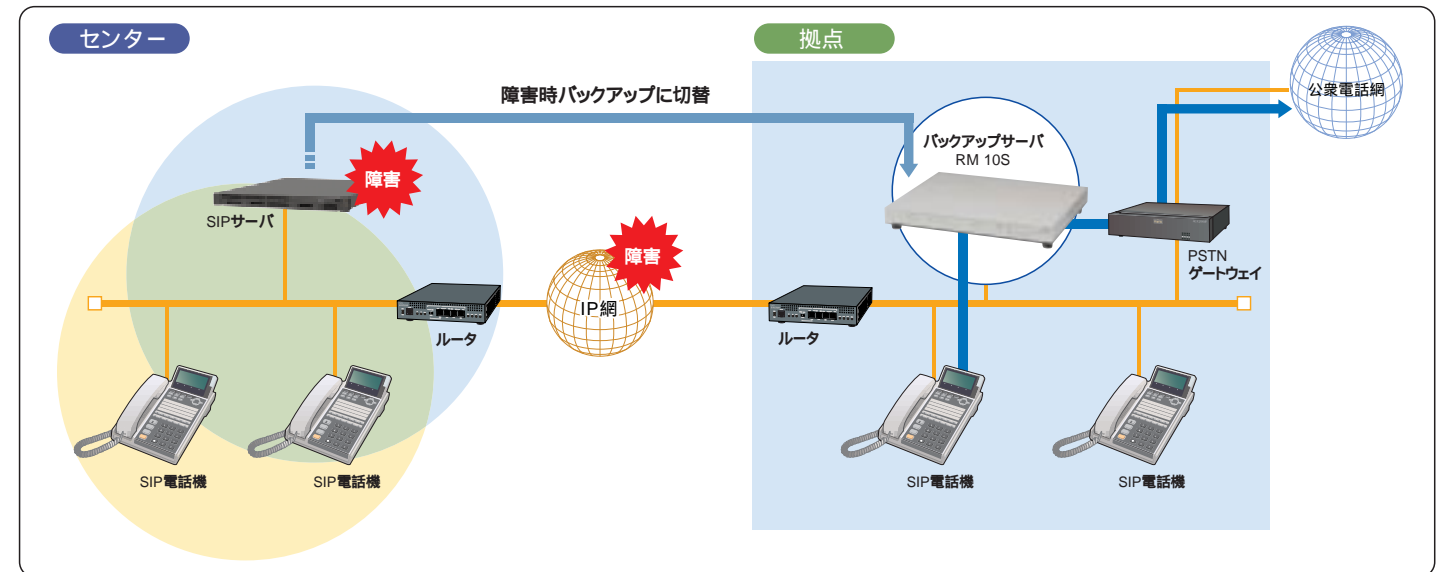 センター
拠点
公衆電話網
障害時バックアップに切替
バックアップサーバ
RM 10S
障害
SIPサーバ
障害
PSTN
ゲートウェイ
IP網
ルータ
ルータ
SIP電話機
SIP電話機
SIP電話機
SIP電話機